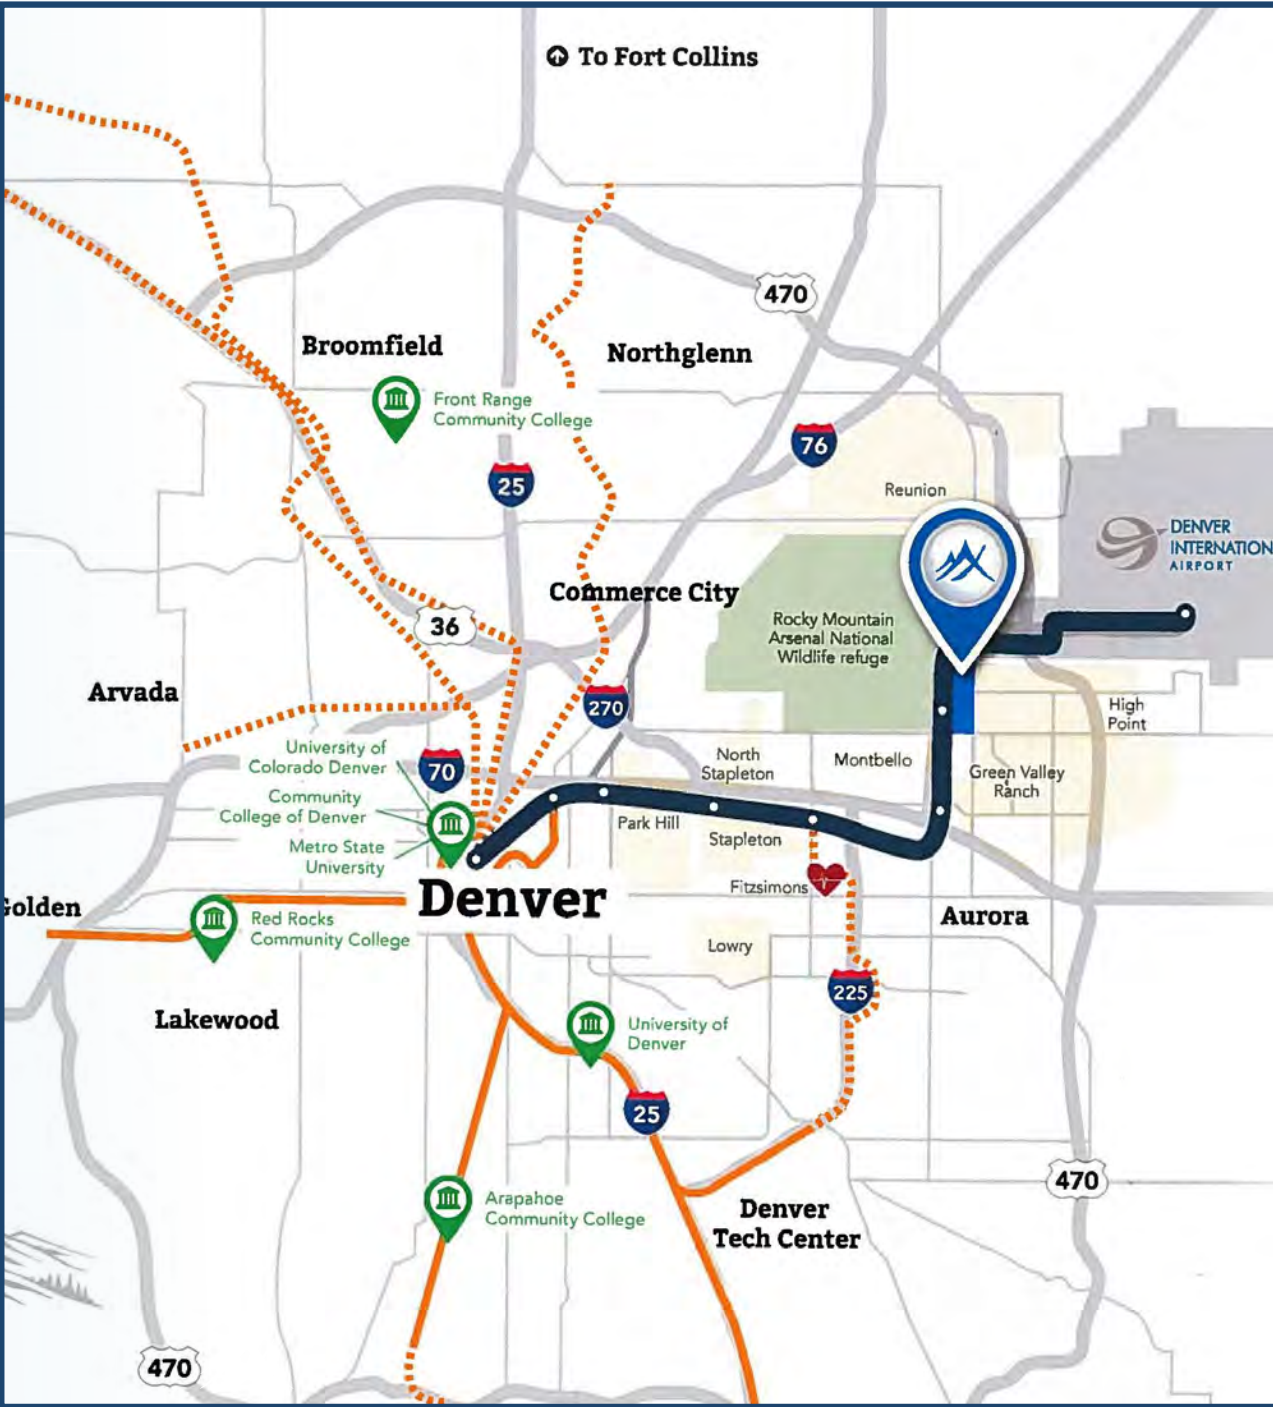 To Fort Collins
470
Broomfield
Northglenn
Front Range
Community College
76
25
Reunion
DENVER
INTERNATION
AIRPORT
Commerce City
36
Rocky Mountain
Arsenal National
Wildlife refuge
Arvada
270
High
Point
University of
Colorado Denver
70
North
Stapleton
Montbello
Green Valley
Ranch
Community
College of Denver
Park Hill
Stapleton
Metro State
University
Denver
Fitzsimons
Golden
Red Rocks
Community College
Aurora
Lowry
225
Lakewood
University of
Denver
25
470
Arapahoe
Community College
Denver
Tech Center
470